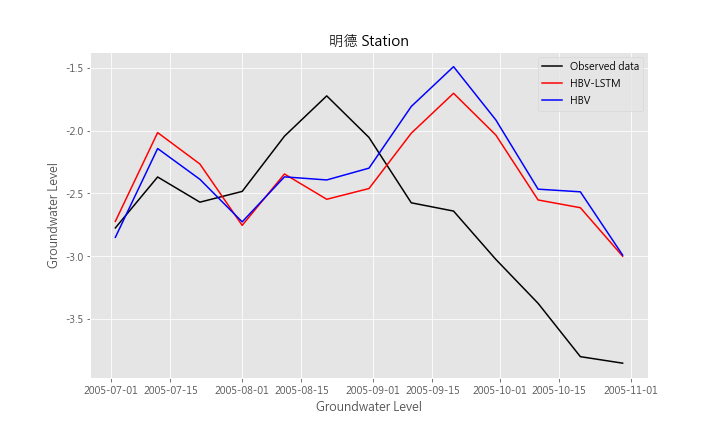 明德 Station
Observed data
HBV-LSTM
HBV
Groundwater Level
-1.5
-2.0
-2.5
-3.0
-3.5
2005-07-01 2005-07-15 2005-08-01 2005-08-15 2005-09-01 2005-09-15 2005-10-01 2005-10-15 2005-11-01
Groundwater Level